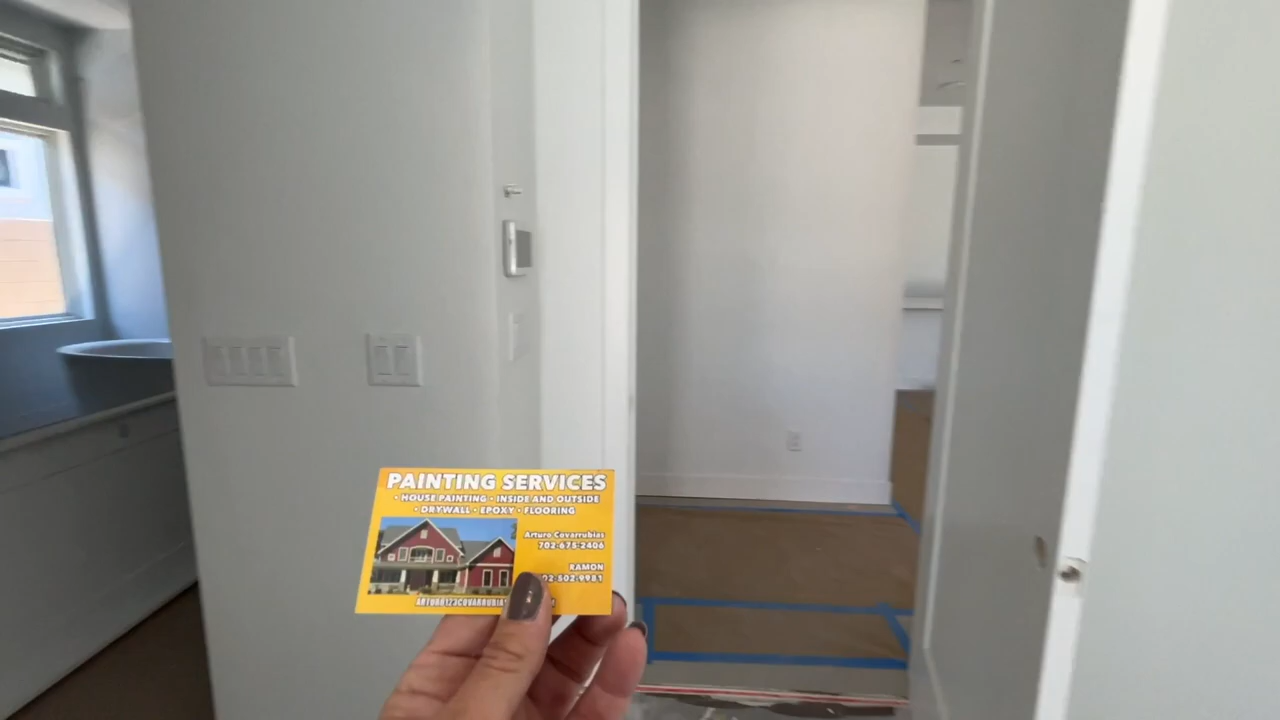 PAINTING SERVICES
• HOUSE PAINTING • INSIDE AND OUTSIDE
• DRYWALL • EPOXY • FLOORING
Arturo Covarrubias
702-675-2406
RAMON
02-502-9981